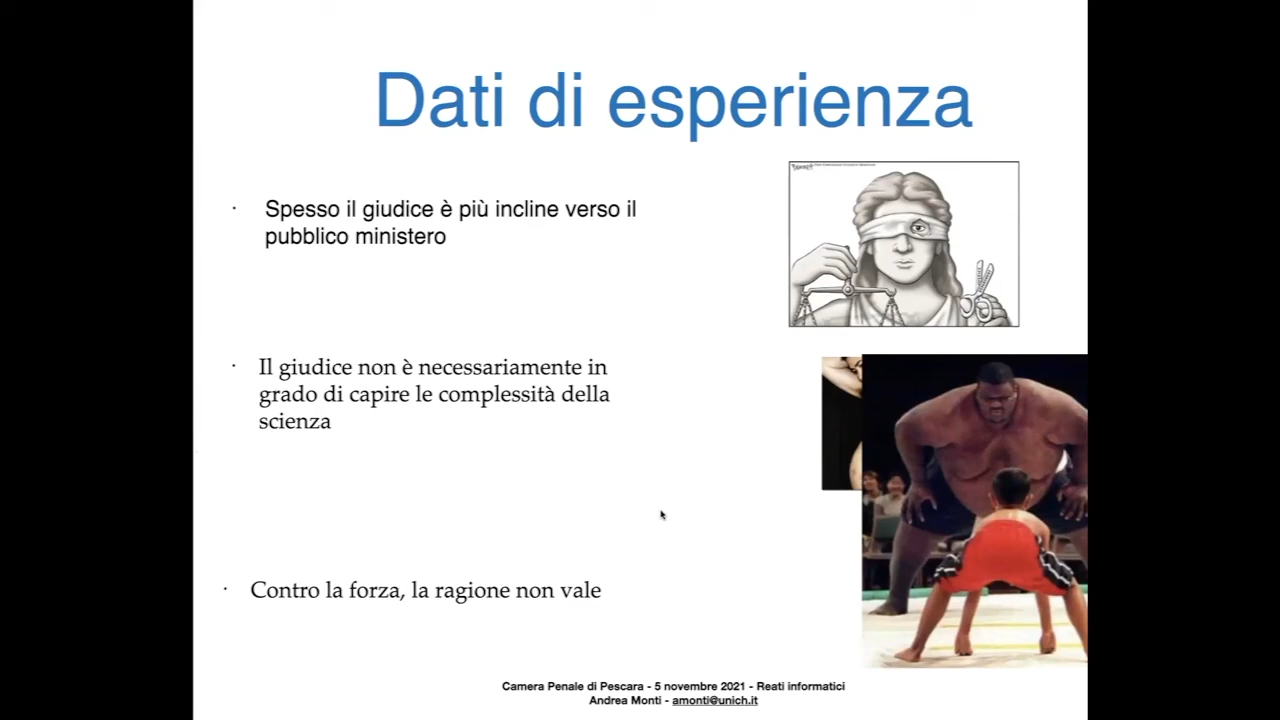 Dati di esperienza
· Spesso il giudice è più incline verso il
pubblico ministero
· Il giudice non è necessariamente in
grado di capire le complessità della
scienza
· Contro la forza, la ragione non vale
Camera Penale di Pescara - 5 novembre 2021 - Reati informatici
Andrea Monti - amonti@unich.it